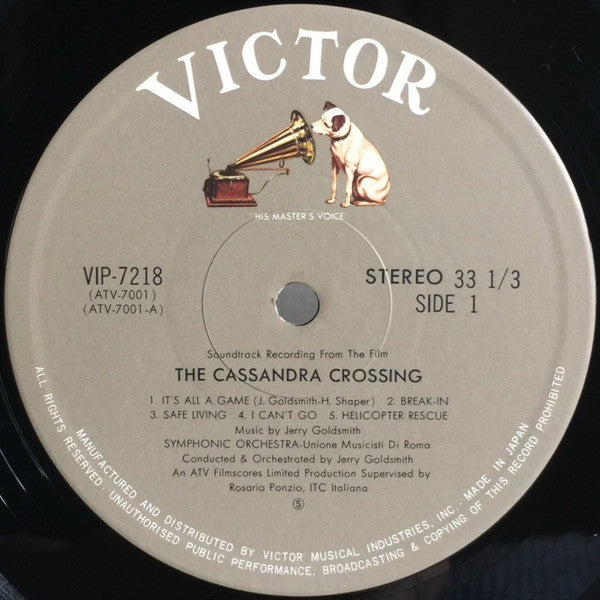 VICTOR
"HIS MASTER'S VOICE"
VIP-7218
(ATV-7001)
(ATV-7001-A)
STEREO 33 1/3
SIDE 1
Soundtrack Recording From The Film
THE CASSANDRA CROSSING
1. IT'S ALL A GAME (J. Goldsmith-H. Shaper) 2. BREAK-IN
3. SAFE LIVING 4. I CAN'T GO 5. HELICOPTER RESCUE
Music by Jerry Goldsmith
SYMPHONIC ORCHESTRA-Unione Musicisti Di Roma
Conducted & Orchestrated by Jerry Goldsmith
An ATV Filmscores Limited Production Supervised by
Rosario Ponzio, ITC Italiana
⑤
MANUFACTURED AND DISTRIBUTED BY VICTOR MUSICAL INDUSTRIES, INC.: MADE IN JAPAN
ALL RIGHTS RESERVED. UNAUTHORISED PUBLIC PERFORMANCE, BROADCASTING & COPYING OF THIS RECORD PROHIBITED